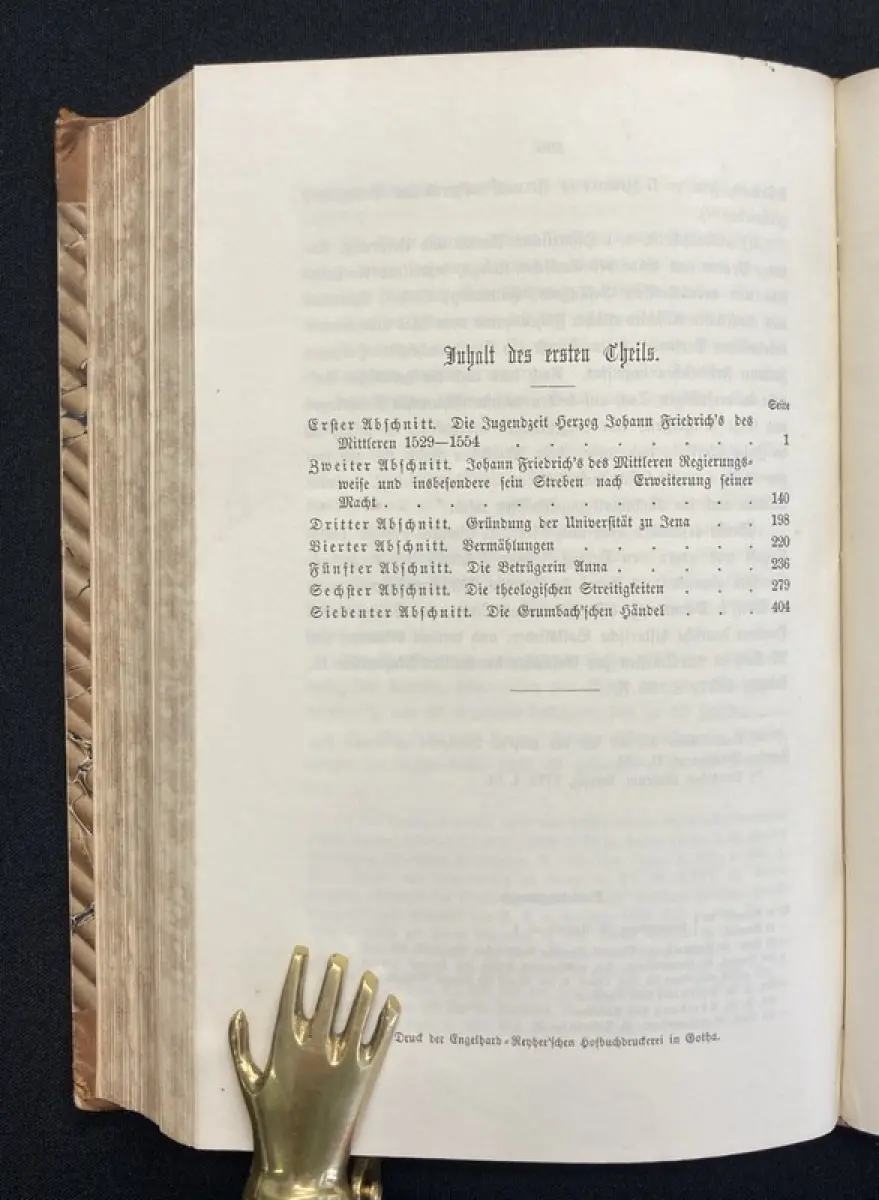 Inhalt des ersten Theils.
Seite
Erster Abschnitt. Die Jugendzeit Herzog Johann Friedrich's des
Mittleren 1529—1554 . . . . . . . . 1
Zweiter Abschnitt. Johann Friedrich's des Mittleren Regierungs-
weise und insbesondere sein Streben nach Erweiterung seiner
Macht . . . . . . . . . . . . 140
Dritter Abschnitt. Gründung der Universität zu Jena . . 198
Vierter Abschnitt. Vermählungen . . . . . . 220
Fünfter Abschnitt. Die Betrügerin Anna . . . . . 236
Sechster Abschnitt. Die theologischen Streitigkeiten . . . 279
Siebenter Abschnitt. Die Grumbach'schen Händel . . . 404
Druck der Engelhard-Reyher'schen Hofbuchdruckerei in Gotha.